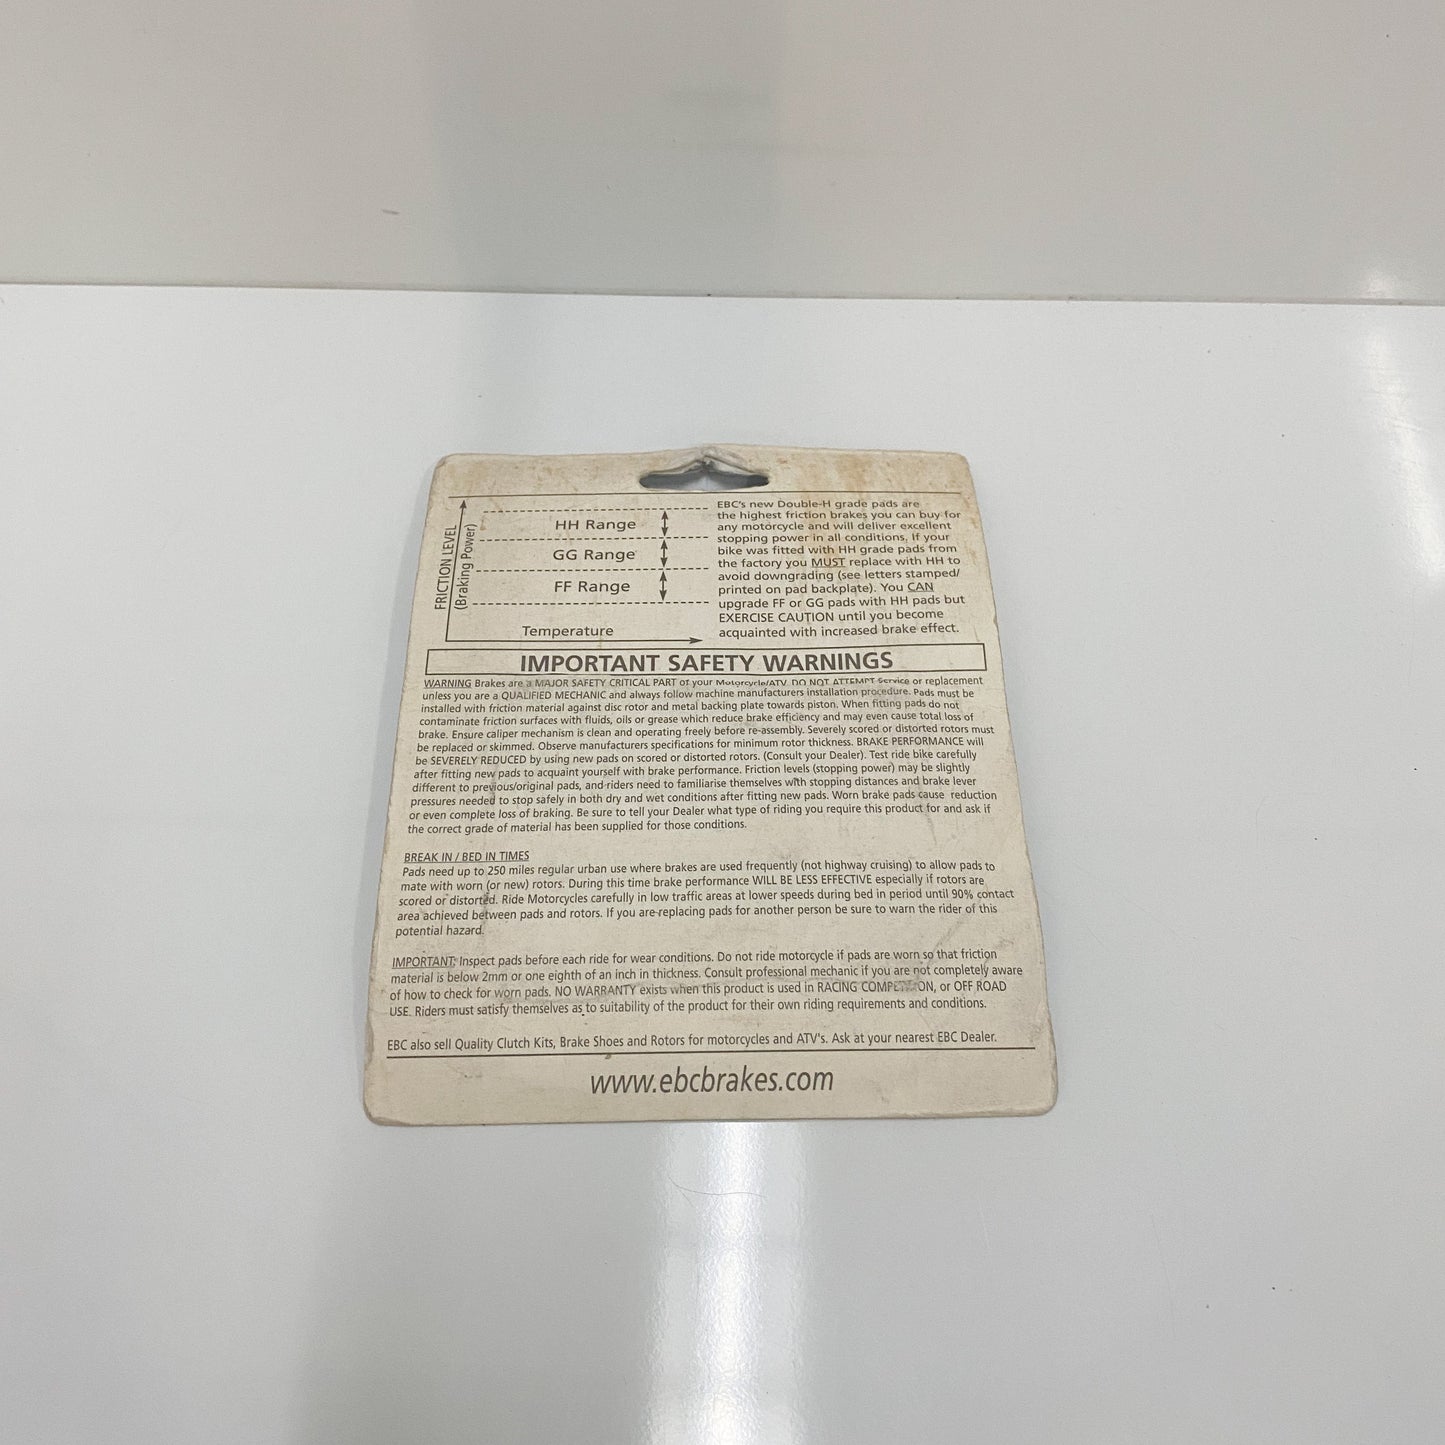 FRICTION LEVEL
(Braking Power)
HH Range
GG Range
FF Range
Temperature
EBC's new Double-H grade pads are
the highest friction brakes you can buy for
any motorcycle and will deliver excellent
stopping power in all conditions. If your
bike was fitted with HH grade pads from
the factory you MUST replace with HH to
avoid downgrading (see letters stamped/
printed on pad backplate). You CAN
upgrade FF or GG pads with HH pads but
EXERCISE CAUTION until you become
acquainted with increased brake effect.
IMPORTANT SAFETY WARNINGS
WARNING Brakes are a MAJOR SAFETY CRITICAL PART of your Motorcycle/ATV. DO NOT ATTEMPT Service or replacement
unless you are a QUALIFIED MECHANIC and always follow machine manufacturers installation procedure. Pads must be
installed with friction material against disc rotor and metal backing plate towards piston. When fitting pads do not
contaminate friction surfaces with fluids, oils or grease which reduce brake efficiency and may even cause total loss of
brake. Ensure caliper mechanism is clean and operating freely before re-assembly. Severely scored or distorted rotors must
be replaced or skimmed. Observe manufacturers specifications for minimum rotor thickness. BRAKE PERFORMANCE will
be SEVERELY REDUCED by using new pads on scored or distorted rotors. (Consult your Dealer). Test ride bike carefully
after fitting new pads to acquaint yourself with brake performance. Friction levels (stopping power) may be slightly
different to previous/original pads, and riders need to familiarise themselves with stopping distances and brake lever
pressures needed to stop safely in both dry and wet conditions after fitting new pads. Worn brake pads cause reduction
or even complete loss of braking. Be sure to tell your Dealer what type of riding you require this product for and ask if
the correct grade of material has been supplied for those conditions.
BREAK IN / BED IN TIMES
Pads need up to 250 miles regular urban use where brakes are used frequently (not highway cruising) to allow pads to
mate with worn (or new) rotors. During this time brake performance WILL BE LESS EFFECTIVE especially if rotors are
scored or distorted. Ride Motorcycles carefully in low traffic areas at lower speeds during bed in period until 90% contact
area achieved between pads and rotors. If you are replacing pads for another person be sure to warn the rider of this
potential hazard.
IMPORTANT: Inspect pads before each ride for wear conditions. Do not ride motorcycle if pads are worn so that friction
material is below 2mm or one eighth of an inch in thickness. Consult professional mechanic if you are not completely aware
of how to check for worn pads. NO WARRANTY exists when this product is used in RACING COMPETITION, or OFF ROAD
USE. Riders must satisfy themselves as to suitability of the product for their own riding requirements and conditions.
EBC also sell Quality Clutch Kits, Brake Shoes and Rotors for motorcycles and ATV's. Ask at your nearest EBC Dealer.
www.ebcbrakes.com